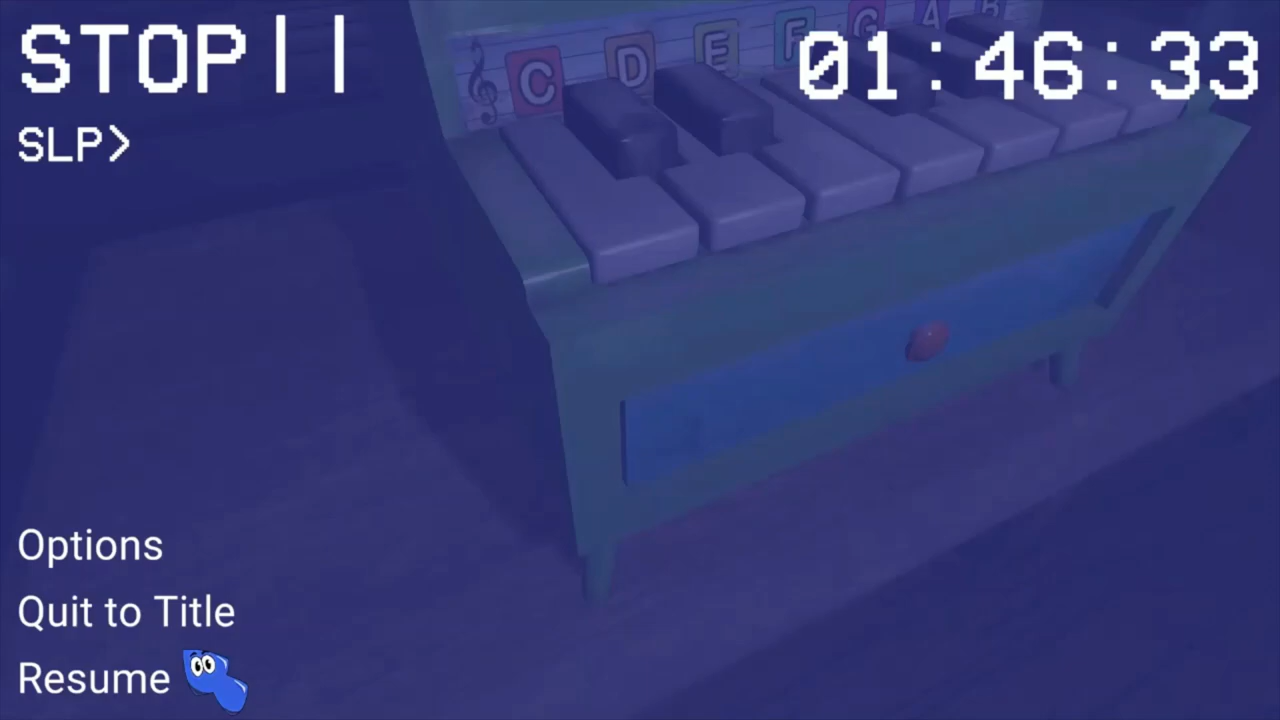 STOP||
01:46:33
SLP>
C D E F G A B
Options
Quit to Title
Resume